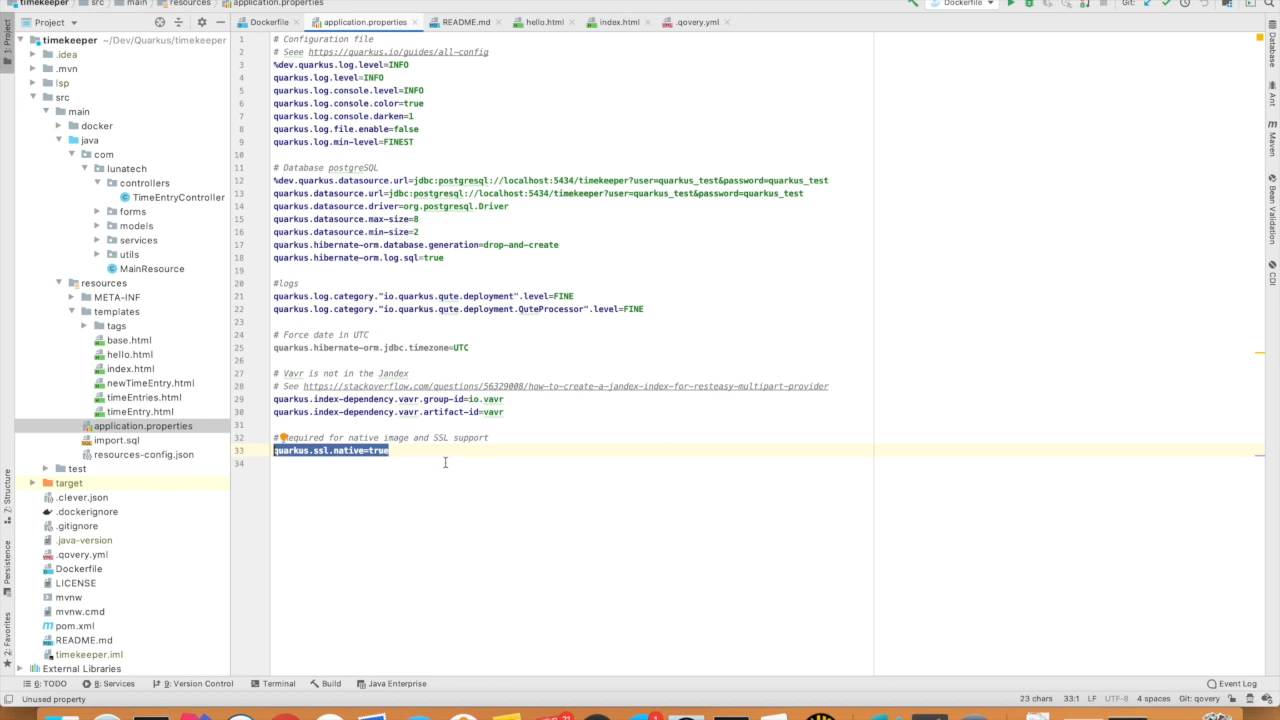 timekeeper
src
main
resources
application.properties
Dockerfile
Git:
Project
Dockerfile
application.properties
README.md
hello.html
index.html
.qovery.yml
1: Project
7: Structure
Persistence
2: Favorites
timekeeper ~/Dev/Quarkus/timekeeper
.idea
.mvn
lsp
src
main
docker
java
com
lunatech
controllers
TimeEntryController
forms
models
services
utils
MainResource
resources
META-INF
templates
tags
base.html
hello.html
index.html
newTimeEntry.html
timeEntries.html
timeEntry.html
application.properties
import.sql
resources-config.json
test
target
.clever.json
.dockerignore
.gitignore
.java-version
.qovery.yml
Dockerfile
LICENSE
mvnw
mvnw.cmd
pom.xml
README.md
timekeeper.iml
External Libraries
1 # Configuration file
2 # Seee https://quarkus.io/guides/all-config
3 %dev.quarkus.log.level=INFO
4 quarkus.log.level=INFO
5 quarkus.log.console.level=INFO
6 quarkus.log.console.color=true
7 quarkus.log.console.darken=1
8 quarkus.log.file.enable=false
9 quarkus.log.min-level=FINEST
10
11 # Database postgreSQL
12 %dev.quarkus.datasource.url=jdbc:postgresql://localhost:5434/timekeeper?user=quarkus_test&password=quarkus_test
13 quarkus.datasource.url=jdbc:postgresql://localhost:5434/timekeeper?user=quarkus_test&password=quarkus_test
14 quarkus.datasource.driver=org.postgresql.Driver
15 quarkus.datasource.max-size=8
16 quarkus.datasource.min-size=2
17 quarkus.hibernate-orm.database.generation=drop-and-create
18 quarkus.hibernate-orm.log.sql=true
19
20 #logs
21 quarkus.log.category."io.quarkus.qute.deployment".level=FINE
22 quarkus.log.category."io.quarkus.qute.deployment.QuteProcessor".level=FINE
23
24 # Force date in UTC
25 quarkus.hibernate-orm.jdbc.timezone=UTC
26
27 # Vavr is not in the Jandex
28 # See https://stackoverflow.com/questions/56329008/how-to-create-a-jandex-index-for-resteasy-multipart-provider
29 quarkus.index-dependency.vavr.group-id=io.vavr
30 quarkus.index-dependency.vavr.artifact-id=vavr
31
32 # Required for native image and SSL support
33 quarkus.ssl.native=true
34
Database
Ant
Maven
Bean Validation
CDI
6: TODO
8: Services
9: Version Control
Terminal
Build
Java Enterprise
Event Log
Unused property
23 chars
33:1
LF
UTF-8
4 spaces
Git: qovery